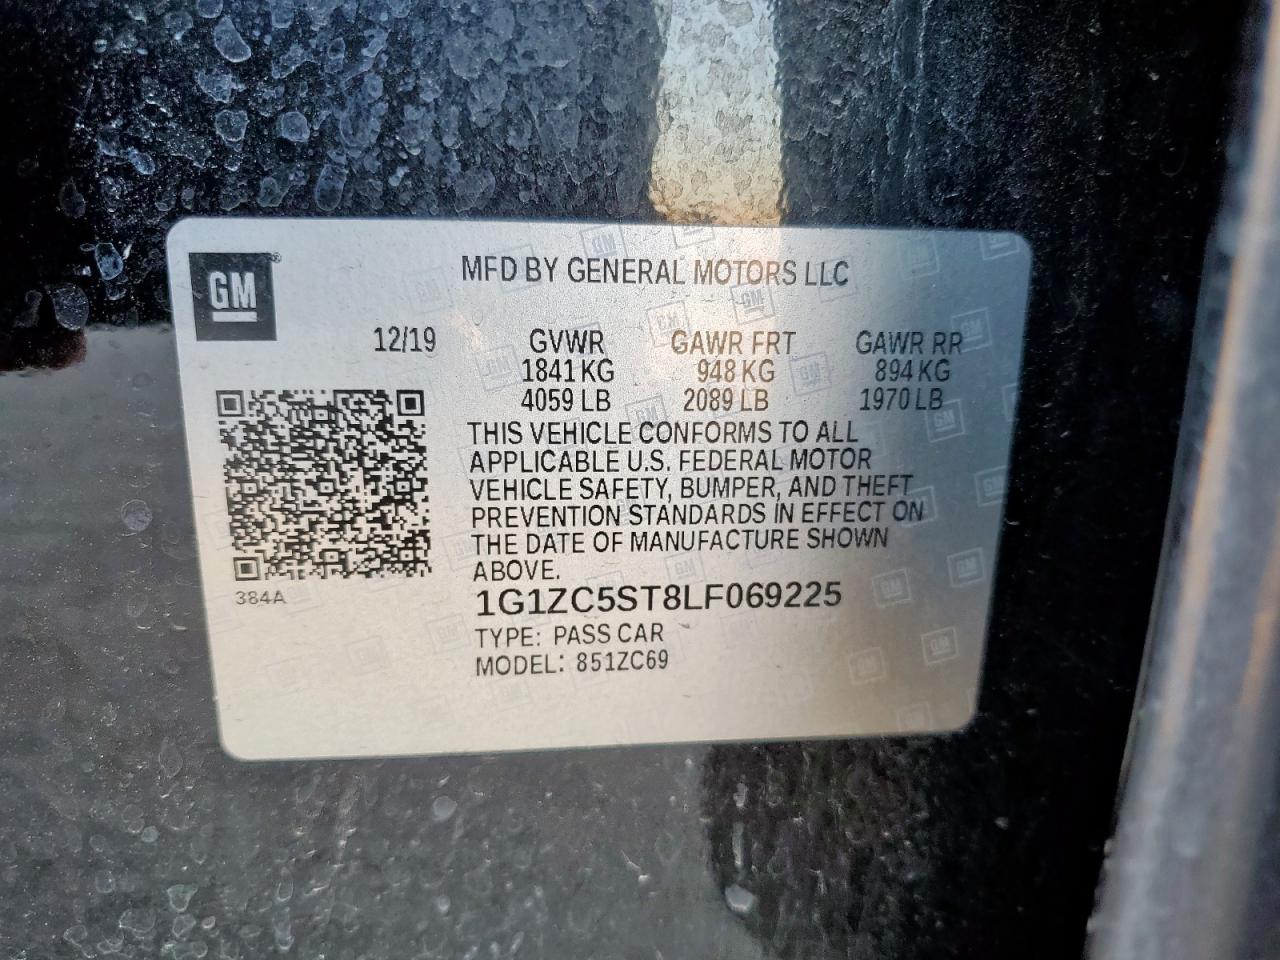 GM®
MFD BY GENERAL MOTORS LLC
12/19 GVWR GAWR FRT GAWR RR
1841 KG 948 KG 894 KG
4059 LB 2089 LB 1970 LB
THIS VEHICLE CONFORMS TO ALL
APPLICABLE U.S. FEDERAL MOTOR
VEHICLE SAFETY, BUMPER, AND THEFT
PREVENTION STANDARDS IN EFFECT ON
THE DATE OF MANUFACTURE SHOWN
ABOVE.
384A
1G1ZC5ST8LF069225
TYPE: PASS CAR
MODEL: 851ZC69